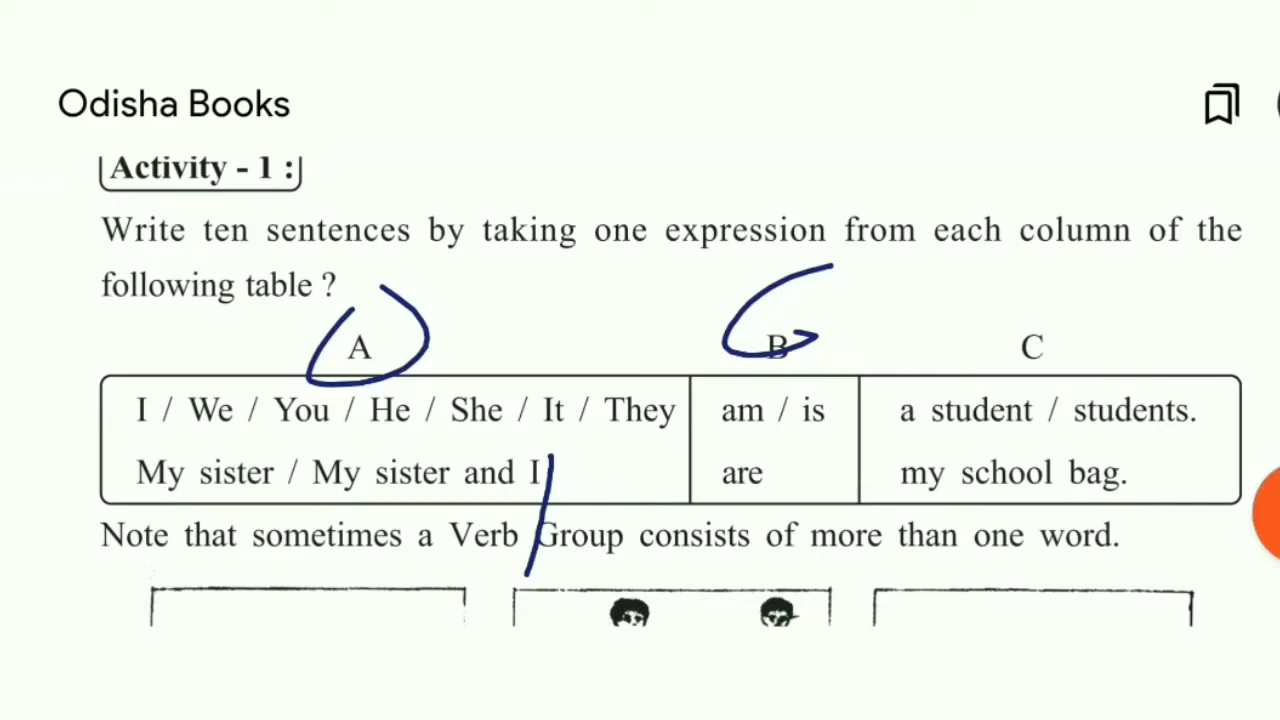 Odisha Books
Activity - 1 :
Write ten sentences by taking one expression from each column of the
following table ?
A B C
I / We / You / He / She / It / They am / is a student / students.
My sister / My sister and I are my school bag.
Note that sometimes a Verb Group consists of more than one word.